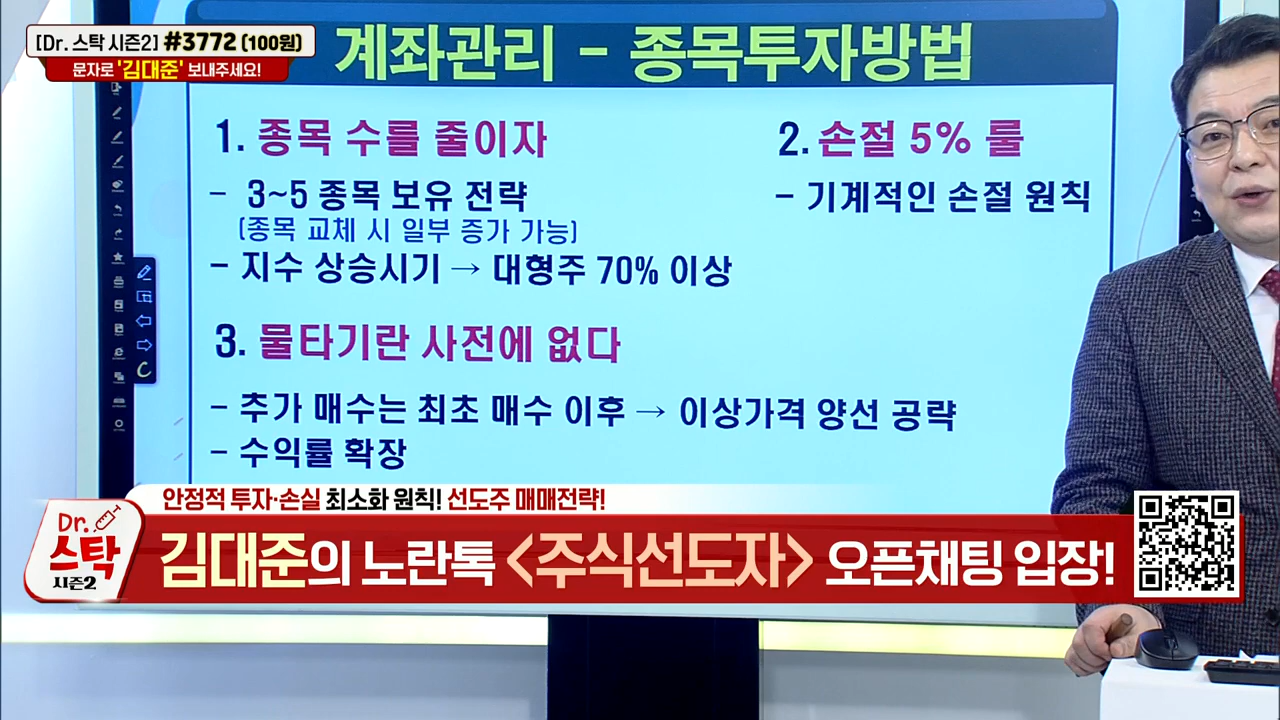 [Dr. 스탁 시즌2] #3772 (100원)
문자로 '김대준' 보내주세요!
계좌관리 - 종목투자방법
1. 종목 수를 줄이자
- 3~5 종목 보유 전략
(종목 교체 시 일부 증가 가능)
- 지수 상승시기 → 대형주 70% 이상
2. 손절 5% 룰
- 기계적인 손절 원칙
3. 물타기란 사전에 없다
- 추가 매수는 최초 매수 이후 → 이상가격 양선 공략
- 수익률 확장
안정적 투자·손실 최소화 원칙! 선도주 매매전략!
Dr.
스탁
시즌2
김대준의 노란톡 <주식선도자> 오픈채팅 입장!